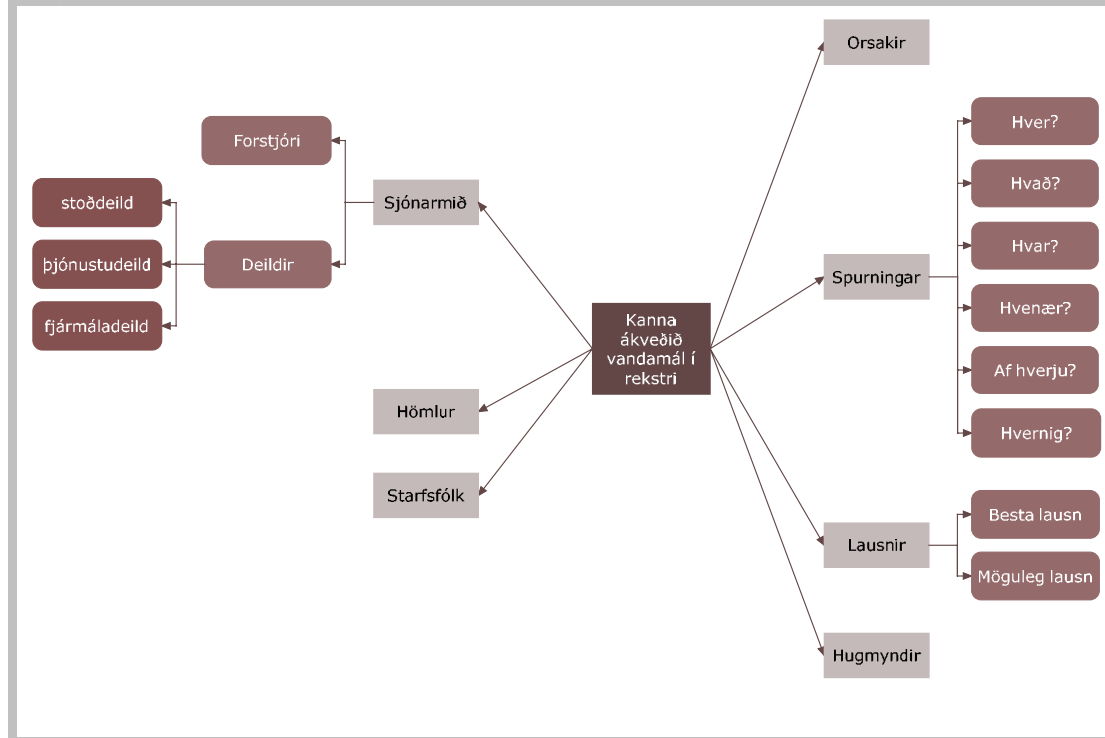 Orsakir
Forstjóri
Sjónarmið
stoðdeild
þjónustudeild
fjármáladeild
Deildir
Hömlur
Starfsfólk
Kanna
ákveðið
vandamál í
rekstri
Spurningar
Hver?
Hvað?
Hvar?
Hvenær?
Af hverju?
Hvernig?
Lausnir
Besta lausn
Möguleg lausn
Hugmyndir